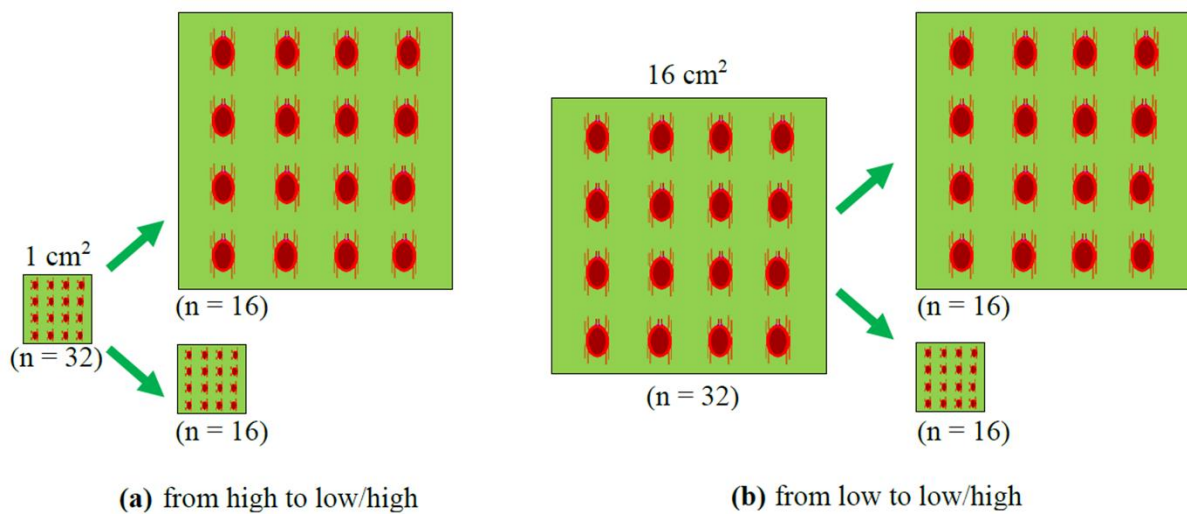 1 cm²
(n = 32)
(n = 16)
(n = 16)
(a) from high to low/high
16 cm²
(n = 32)
(n = 16)
(n = 16)
(b) from low to low/high